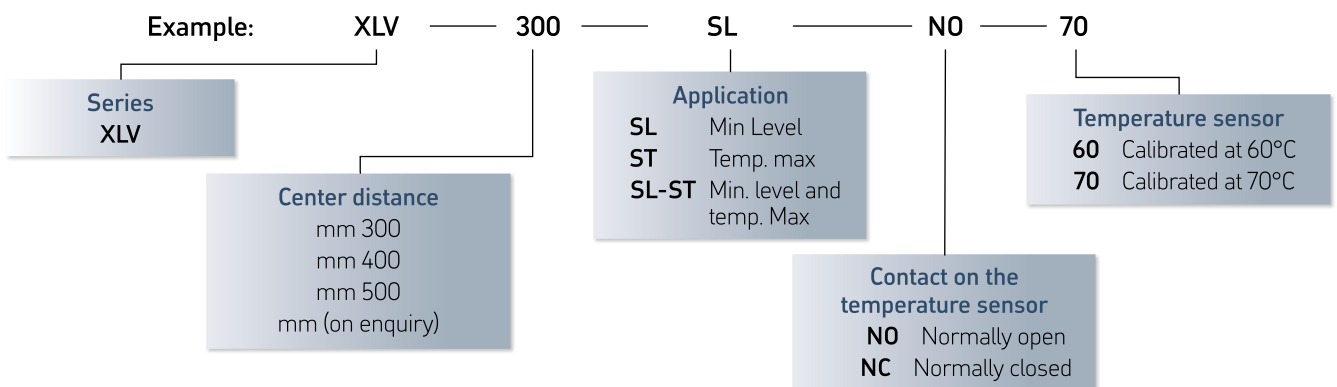 Example: XLV 300 SL NO 70
Series
XLV
Center distance
mm 300
mm 400
mm 500
mm (on enquiry)
Application
SL Min Level
ST Temp. max
SL-ST Min. level and
temp. Max
Contact on the
temperature sensor
NO Normally open
NC Normally closed
Temperature sensor
60 Calibrated at 60°C
70 Calibrated at 70°C